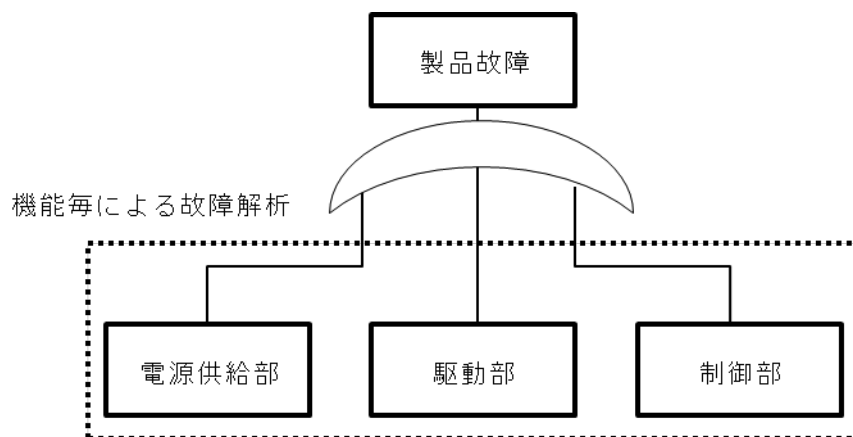 製品故障
機能毎による故障解析
電源供給部
駆動部
制御部